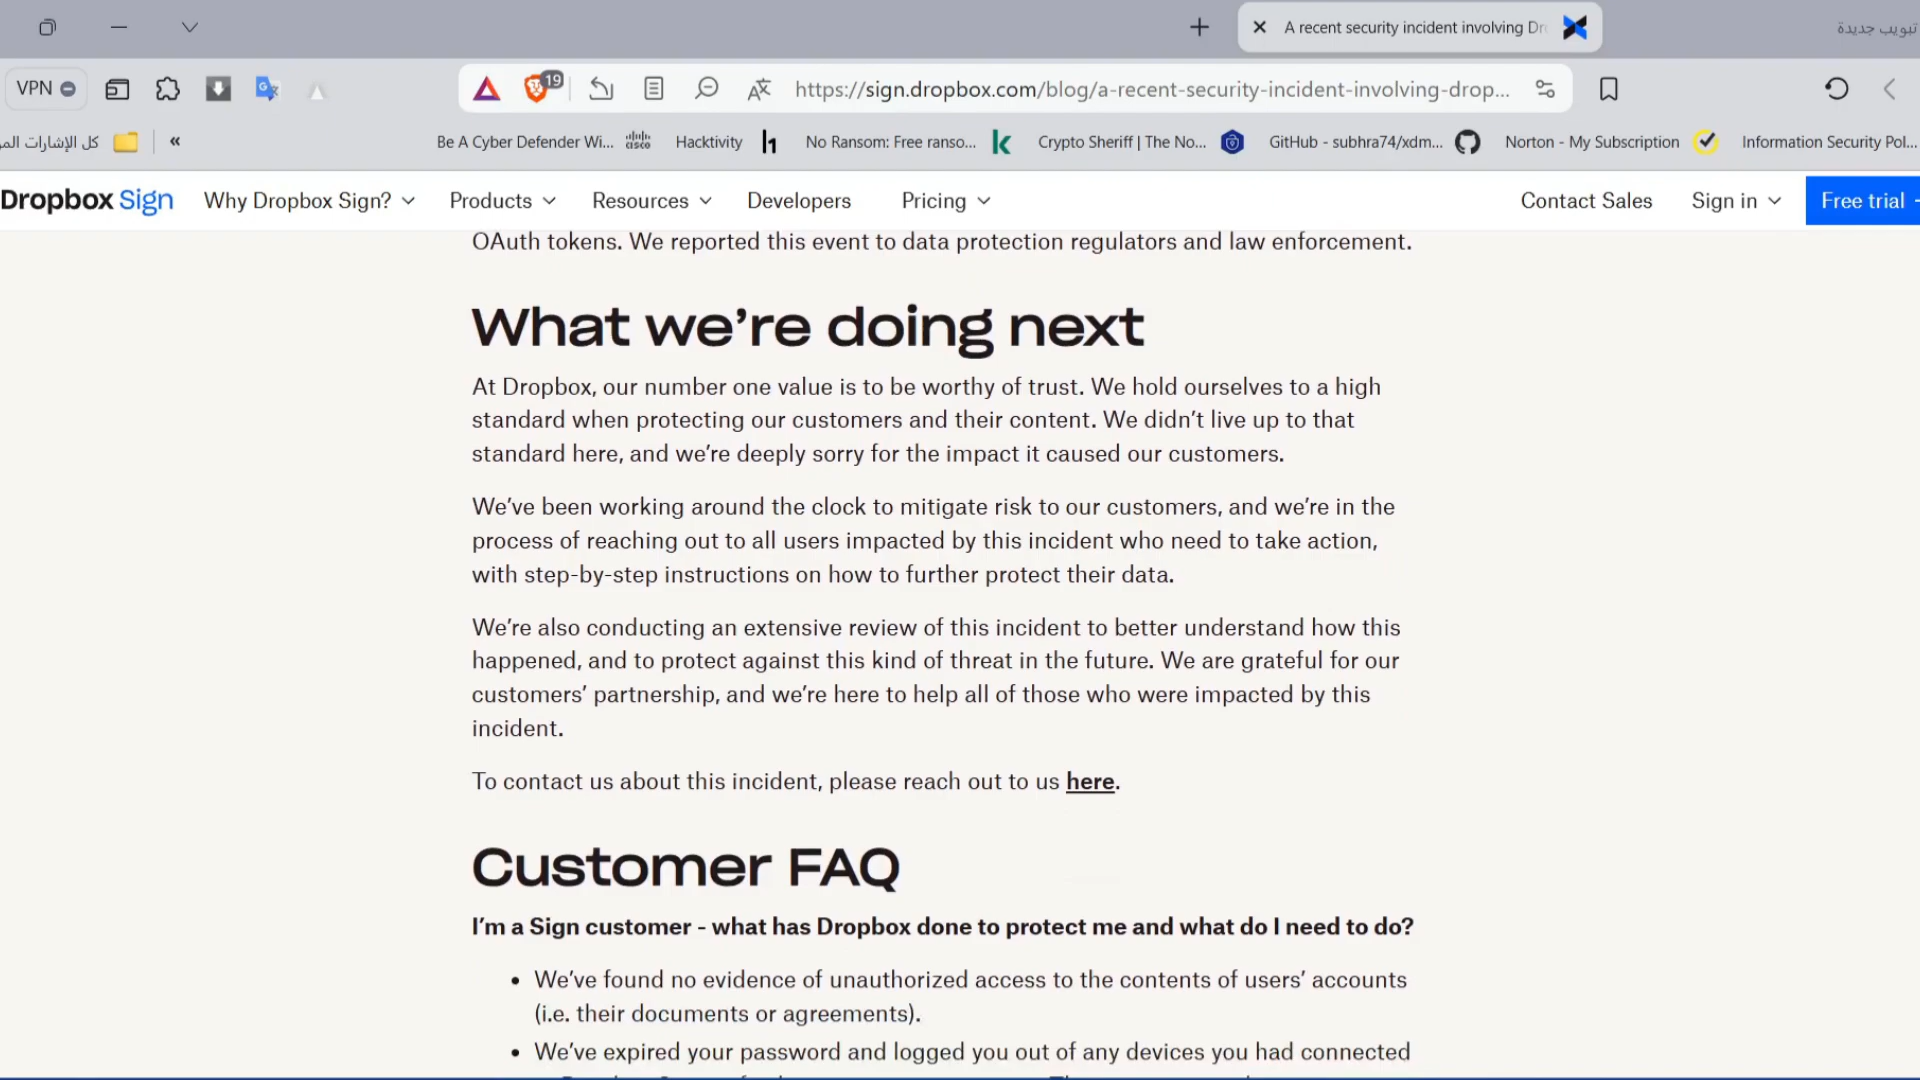 A recent security incident involving Dr
تبويب جديدة
VPN
19
https://sign.dropbox.com/blog/a-recent-security-incident-involving-drop...
كل الإشارات
«
Be A Cyber Defender Wi...
cisco
Hacktivity
h1
No Ransom: Free ranso...
k
Crypto Sheriff | The No...
GitHub - subhra74/xdm...
Norton - My Subscription
Information Security Pol...
Dropbox Sign
Why Dropbox Sign?
Products
Resources
Developers
Pricing
Contact Sales
Sign in
Free trial
OAuth tokens. We reported this event to data protection regulators and law enforcement.
What we’re doing next
At Dropbox, our number one value is to be worthy of trust. We hold ourselves to a high
standard when protecting our customers and their content. We didn’t live up to that
standard here, and we’re deeply sorry for the impact it caused our customers.
We’ve been working around the clock to mitigate risk to our customers, and we’re in the
process of reaching out to all users impacted by this incident who need to take action,
with step-by-step instructions on how to further protect their data.
We’re also conducting an extensive review of this incident to better understand how this
happened, and to protect against this kind of threat in the future. We are grateful for our
customers’ partnership, and we’re here to help all of those who were impacted by this
incident.
To contact us about this incident, please reach out to us here.
Customer FAQ
I’m a Sign customer - what has Dropbox done to protect me and what do I need to do?
• We’ve found no evidence of unauthorized access to the contents of users’ accounts
(i.e. their documents or agreements).
• We’ve expired your password and logged you out of any devices you had connected